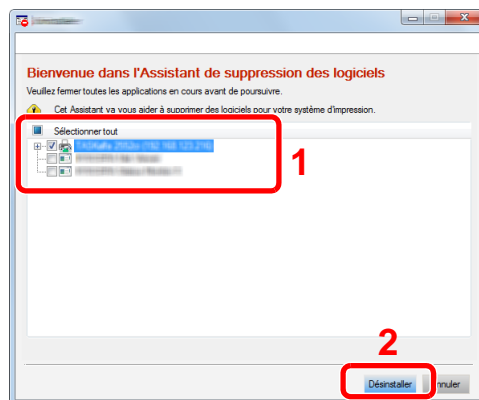 Bienvenue dans l'Assistant de suppression des logiciels
Veuillez fermer toutes les applications en cours avant de poursuivre.
Cet Assistant va vous aider à supprimer des logiciels pour votre système d'impression.
Sélectionner tout
1
2
Désinstaller
nnuler